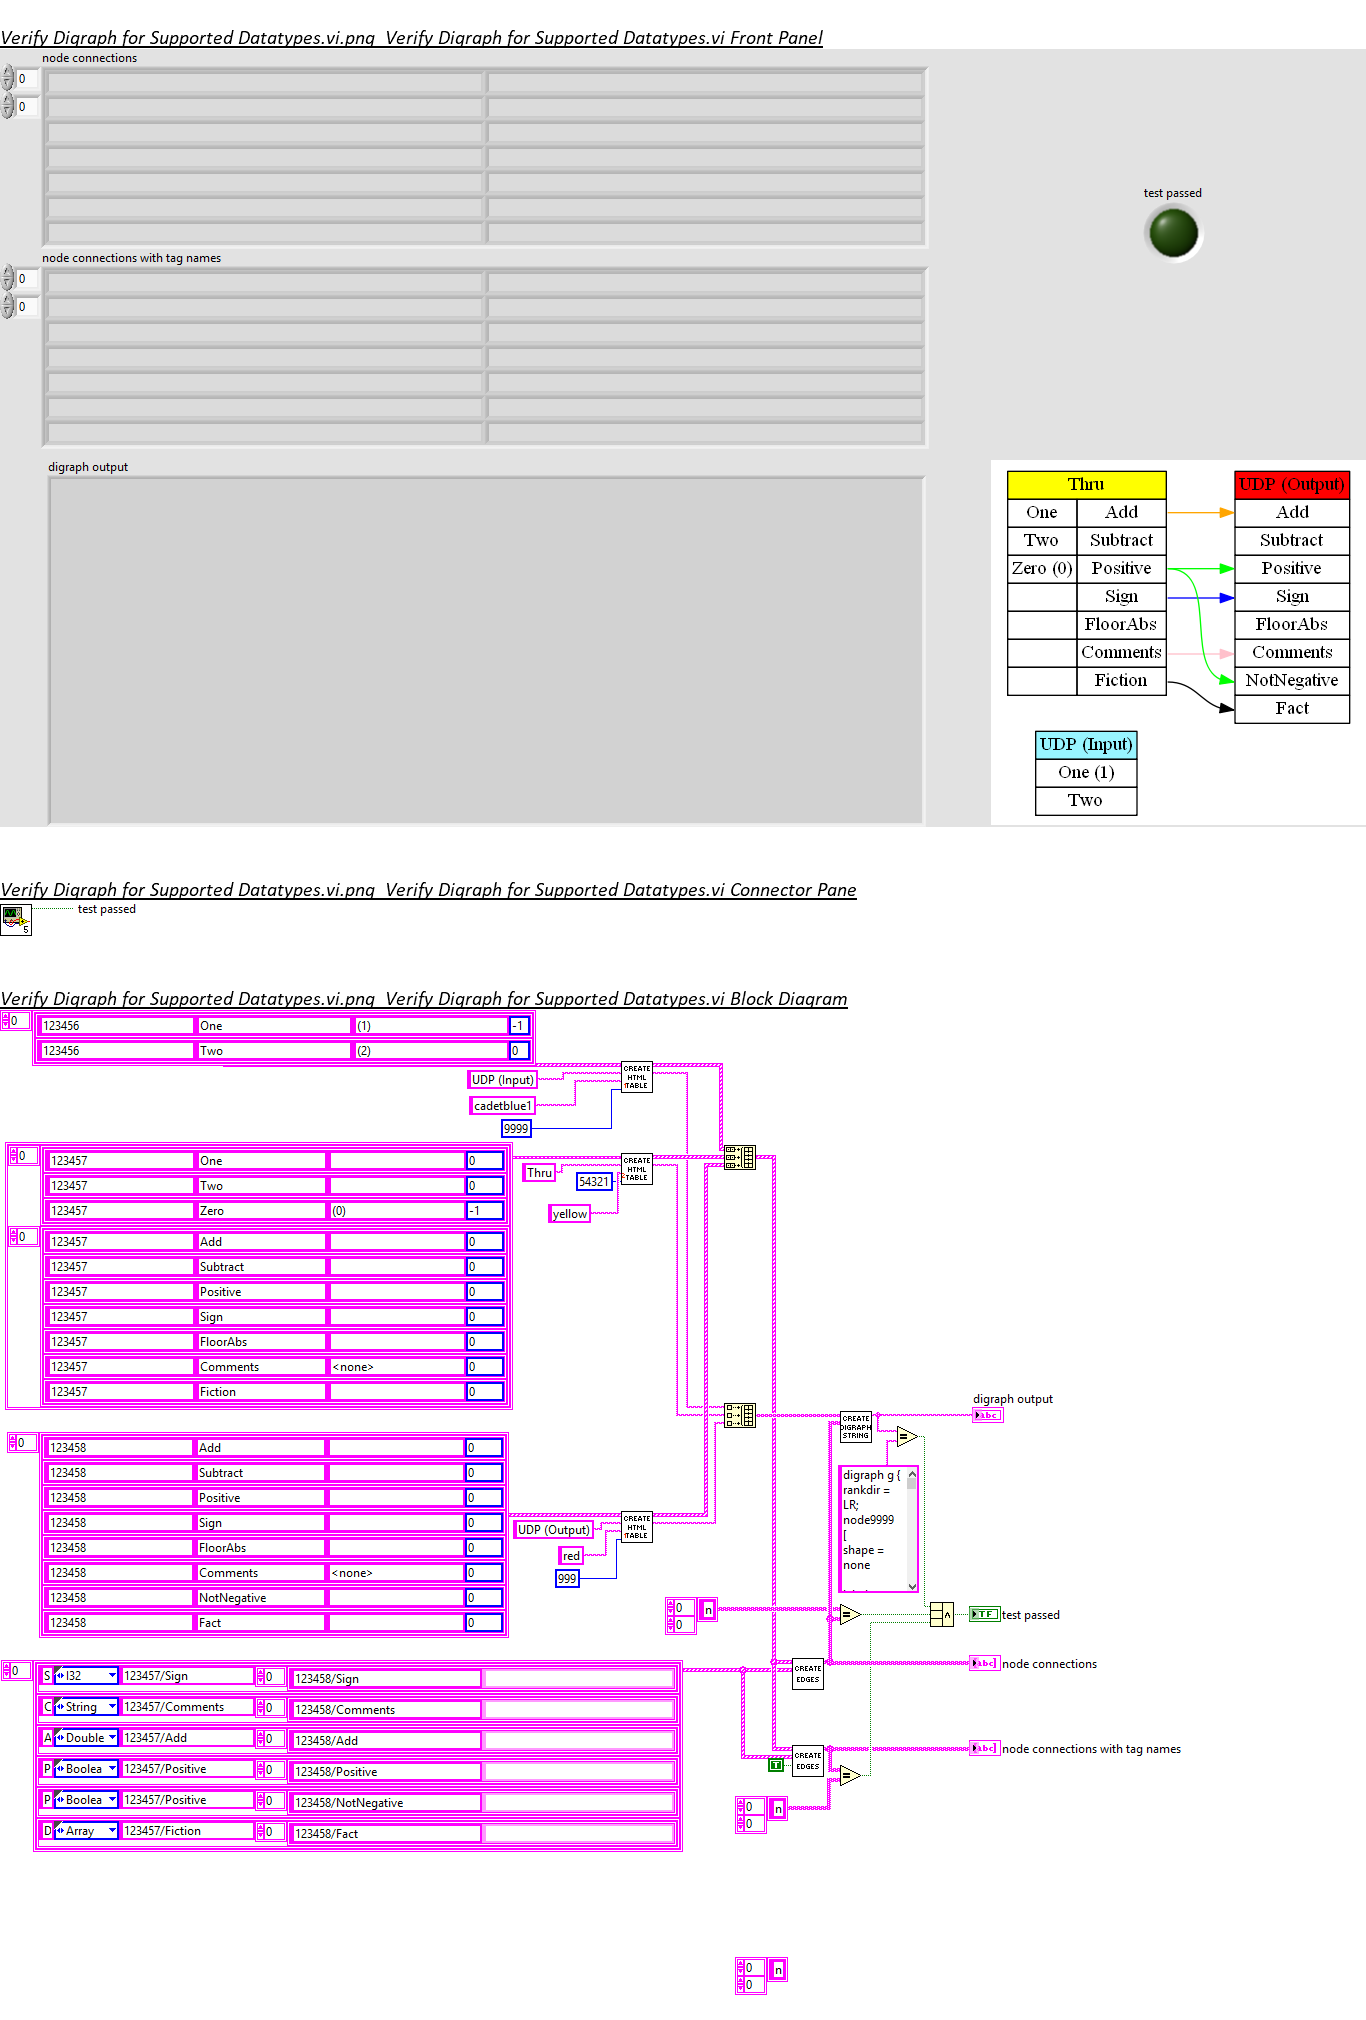 Verify Digraph for Supported Datatypes.vi.png  Verify Digraph for Supported Datatypes.vi Front Panel
node connections
0
0
test passed
node connections with tag names
0
0
digraph output
Thru
One Add
Two Subtract
Zero (0) Positive
Sign
FloorAbs
Comments
Fiction
UDP (Output)
Add
Subtract
Positive
Sign
FloorAbs
Comments
NotNegative
Fact
UDP (Input)
One (1)
Two
Verify Digraph for Supported Datatypes.vi.png  Verify Digraph for Supported Datatypes.vi Connector Pane
5
test passed
Verify Digraph for Supported Datatypes.vi.png  Verify Digraph for Supported Datatypes.vi Block Diagram
0
123456 One (1) -1
123456 Two (2) 0
UDP (Input)
cadetblue1
9999
CREATE
HTML
TABLE
0
123457 One 0
123457 Two 0
123457 Zero (0) -1
0
123457 Add 0
123457 Subtract 0
123457 Positive 0
123457 Sign 0
123457 FloorAbs 0
123457 Comments <none> 0
123457 Fiction 0
Thru
54321
yellow
CREATE
HTML
TABLE
0
123458 Add 0
123458 Subtract 0
123458 Positive 0
123458 Sign 0
123458 FloorAbs 0
123458 Comments <none> 0
123458 NotNegative 0
123458 Fact 0
UDP (Output)
red
999
CREATE
HTML
TABLE
CREATE
DIGRAPH
STRING
digraph output
abc
=
digraph g {
rankdir =
LR;
node9999
[
shape =
none
0
0
n
=
TF
test passed
0
S I32 123457/Sign 0 123458/Sign
C String 123457/Comments 0 123458/Comments
A Double 123457/Add 0 123458/Add
P Boolea 123457/Positive 0 123458/Positive
P Boolea 123457/Positive 0 123458/NotNegative
D Array 123457/Fiction 0 123458/Fact
CREATE
EDGES
abc
node connections
T
CREATE
EDGES
abc
node connections with tag names
=
0
0
n
0
0
n